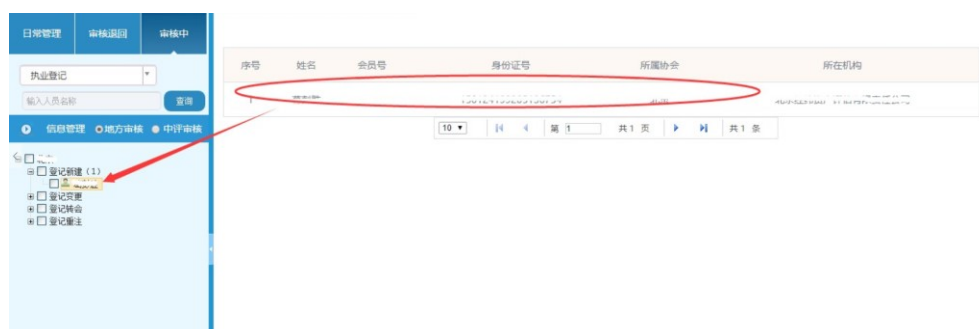 日常管理 审核退回 审核中
执业登记
输入人员名称 查询
信息管理 地方审核 中评审核
登记新建 (1)
登记变更
登记转会
登记重注
序号 姓名 会员号 身份证号 所属协会 所在机构
1
10 第 1 共1 页 共1 条